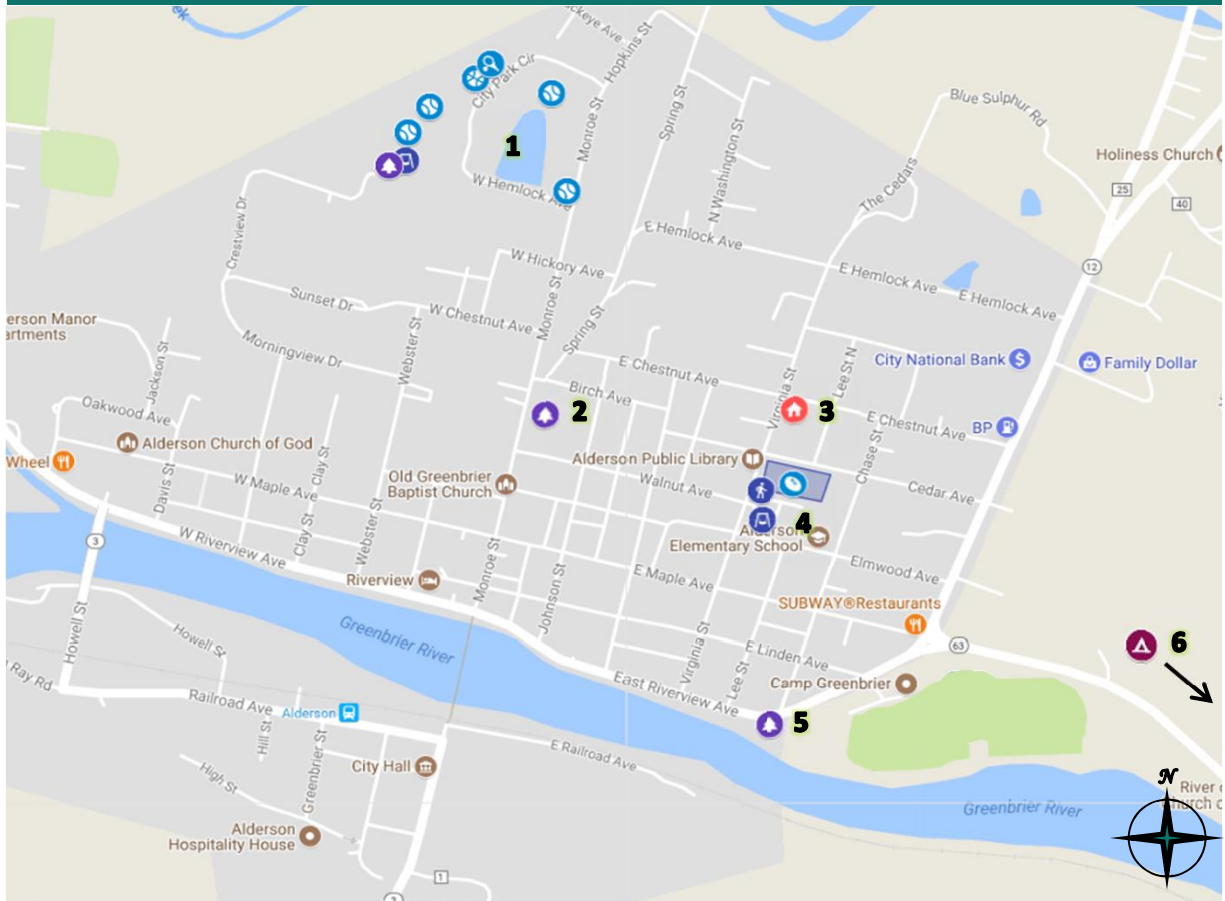 ek
ckeye Ave
Hopkins St
City Park Cir
Spring St
Monroe St
Blue Sulphur Rd
1
N Washington St
Holiness Church
25
40
The Cedars
W Hemlock Ave
Crestview Dr
E Hemlock Ave
W Hickory Ave
12
E Hemlock Ave
E Hemlock Ave
Sunset Dr
Monroe St
W Chestnut Ave
Spring St
erson Manor
artments
Morningview Dr
Webster St
Jackson St
E Chestnut Ave
Lee St N
City National Bank
Family Dollar
Birch Ave
Virginia St
2
3
Oakwood Ave
E Chestnut Ave
BP
Alderson Church of God
Wheel
Alderson Public Library
Chase St
Clay St
Davis St
W Maple Ave
Old Greenbrier
Baptist Church
Walnut Ave
Cedar Ave
4
Alderson
Elementary School
Clay St
Webster St
W Riverview Ave
3
Elmwood Ave
E Maple Ave
Riverview
Monroe St
Johnson St
SUBWAY®Restaurants
Howell St
Howell St
Greenbrier River
Virginia St
E Linden Ave
63
6
Lee St
Camp Greenbrier
Ray Rd
East Riverview Ave
Railroad Ave
Alderson
5
Hill St
Greenbrier St
E Railroad Ave
City Hall
High St
N
River
hurch
Greenbrier River
Alderson
Hospitality House
1
3